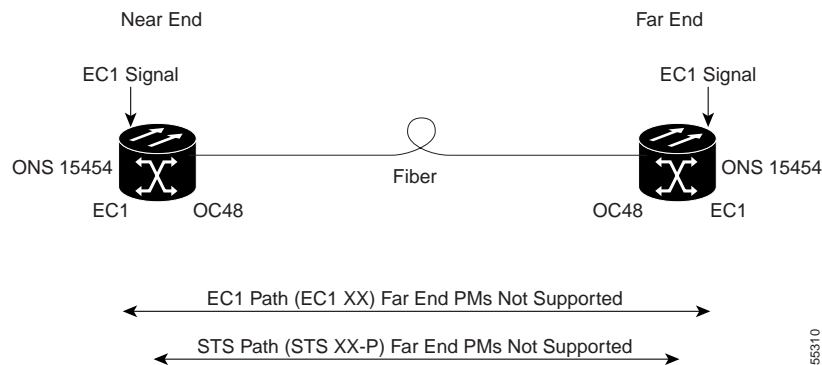 Near End
Far End
EC1 Signal
EC1 Signal
ONS 15454
Fiber
ONS 15454
EC1
OC48
OC48
EC1
EC1 Path (EC1 XX) Far End PMs Not Supported
STS Path (STS XX-P) Far End PMs Not Supported
55310